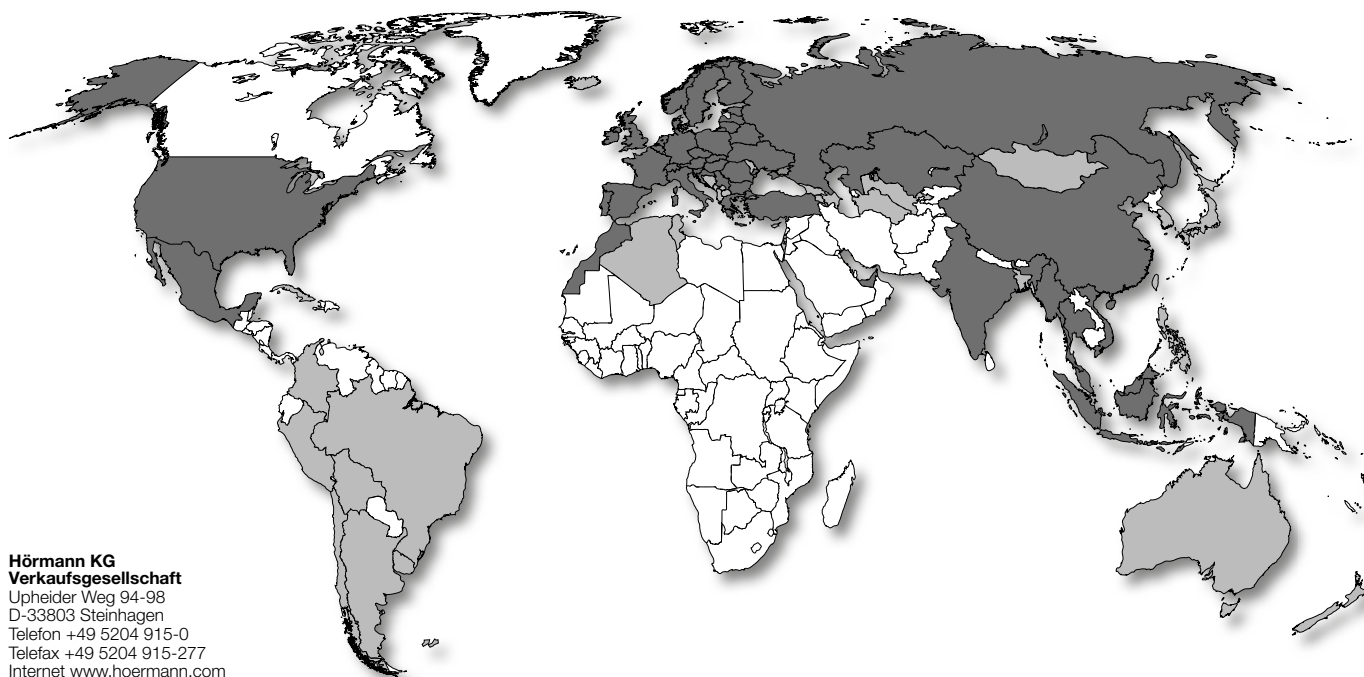 Hörmann KG
Verkaufsgesellschaft
Upheider Weg 94-98
D-33803 Steinhagen
Telefon +49 5204 915-0
Telefax +49 5204 915-277
Internet www.hoermann.com